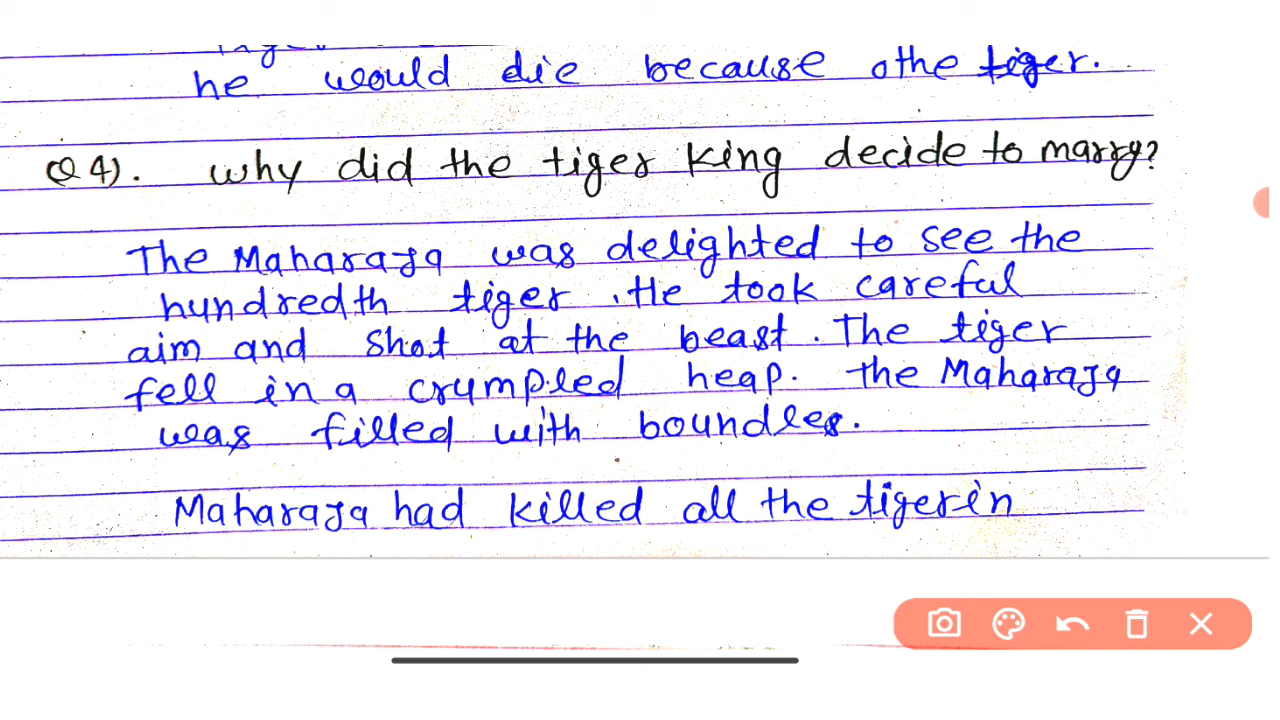 he would die because othe tiger.
Q4). why did the tiger king decide to marry?
The Maharaja was delighted to see the
hundredth tiger . He took careful
aim and shot at the beast. The tiger
fell in a crumpled heap. the Maharaja
was filled with boundles.
Maharaja had killed all the tigerin